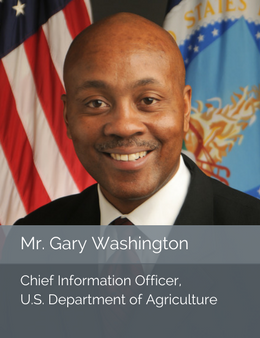 Mr. Gary Washington
Chief Information Officer,
U.S. Department of Agriculture